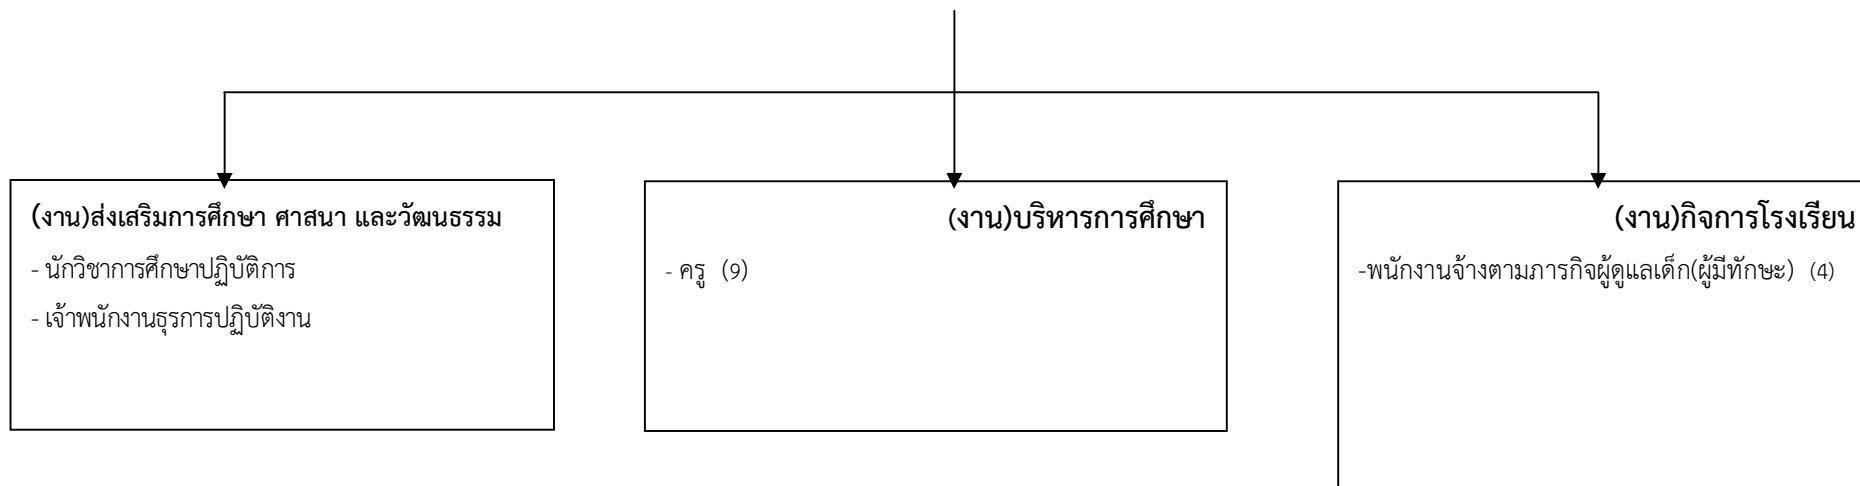 (งาน)ส่งเสริมการศึกษา ศาสนา และวัฒนธรรม
- นักวิชาการศึกษาปฏิบัติการ
- เจ้าพนักงานธุรการปฏิบัติงาน
(งาน)บริหารการศึกษา
- ครู (9)
(งาน)กิจการโรงเรียน
-พนักงานจ้างตามภารกิจผู้ดูแลเด็ก(ผู้มีทักษะ) (4)